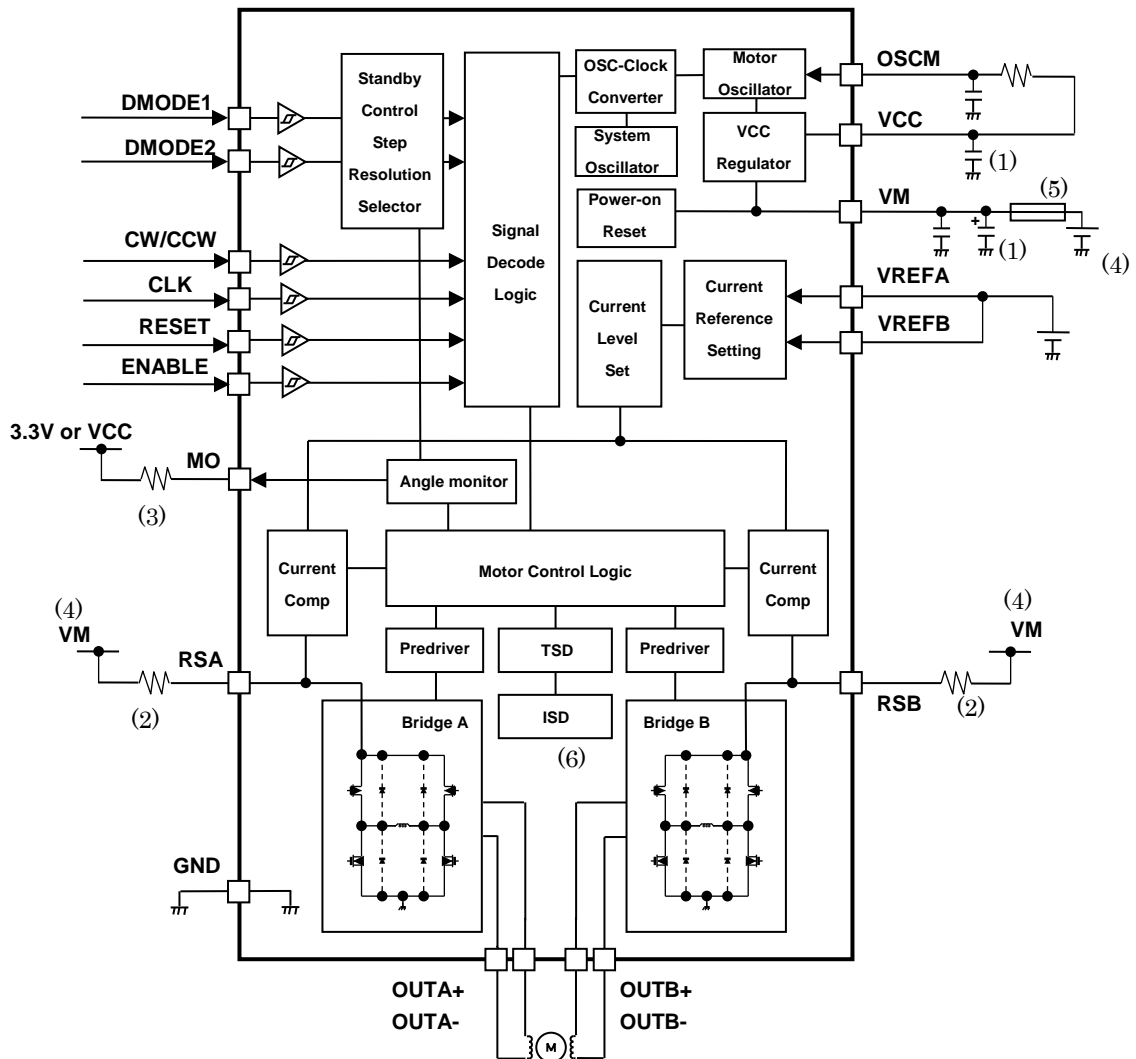 DMODE1
DMODE2
CW/CCW
CLK
RESET
ENABLE
3.3V or VCC
MO
(3)
(4)
VM
RSA
(2)
GND
Standby
Control
Step
Resolution
Selector
Signal
Decode
Logic
OSC-Clock
Converter
System
Oscillator
Motor
Oscillator
VCC
Regulator
Power-on
Reset
Current
Level
Set
Current
Reference
Setting
Angle monitor
Motor Control Logic
Current
Comp
Current
Comp
Predriver
TSD
Predriver
ISD
(6)
Bridge A
Bridge B
OSCM
VCC
(1)
VM
(5)
+
(1)
(4)
VREFA
VREFB
(4)
VM
RSB
(2)
OUTA+
OUTA-
OUTB+
OUTB-
M